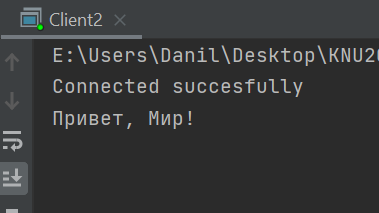 Client2
E:\Users\Danil\Desktop\KNU20
Connected succesfully
Привет, Мир!